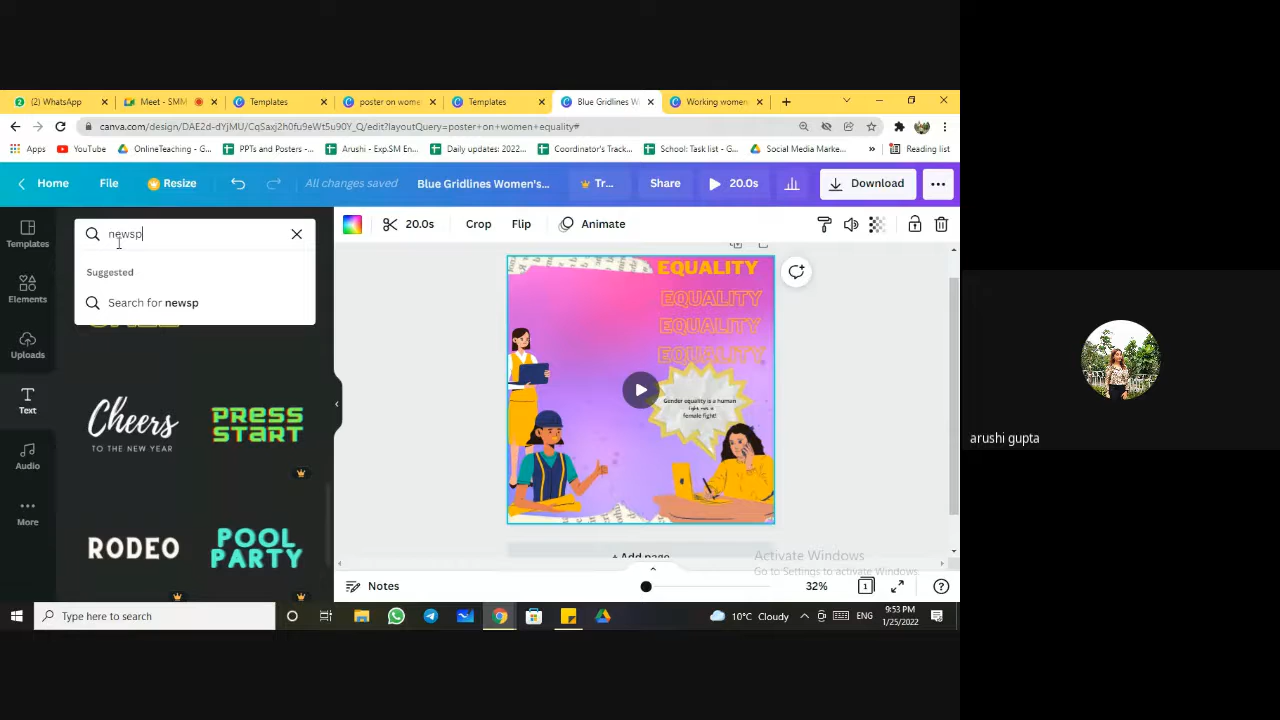 (2) WhatsApp
Meet - SMM
Templates
poster on wome
Templates
Blue Gridlines W
Working women
canva.com/design/DAE2d-dYjMU/CqSaxj2h0fu9eWt5u90Y_Q/edit?layoutQuery=poster+on+women+equality#
Apps
YouTube
OnlineTeaching - G...
PPTs and Posters -...
Arushi - Exp.SM En...
Daily updates: 2022...
Coordinator's Track...
School: Task list - G...
Social Media Marke...
»
Reading list
Home
File
Resize
All changes saved
Blue Gridlines Women's...
Tr...
Share
20.0s
Download
Templates
Elements
Uploads
Text
Audio
More
newsp
Suggested
Search for newsp
Cheers
TO THE NEW YEAR
PRESS
START
RODEO
POOL
PARTY
20.0s
Crop
Flip
Animate
EQUALITY
EQUALITY
EQUALITY
EQUALITY
Gender equality is a human
fight not a
female fight!
+ Add page
Activate Windows
Go to Settings to activate Windows.
Notes
32%
1
Type here to search
10°C Cloudy
ENG
9:53 PM
1/25/2022
arushi gupta